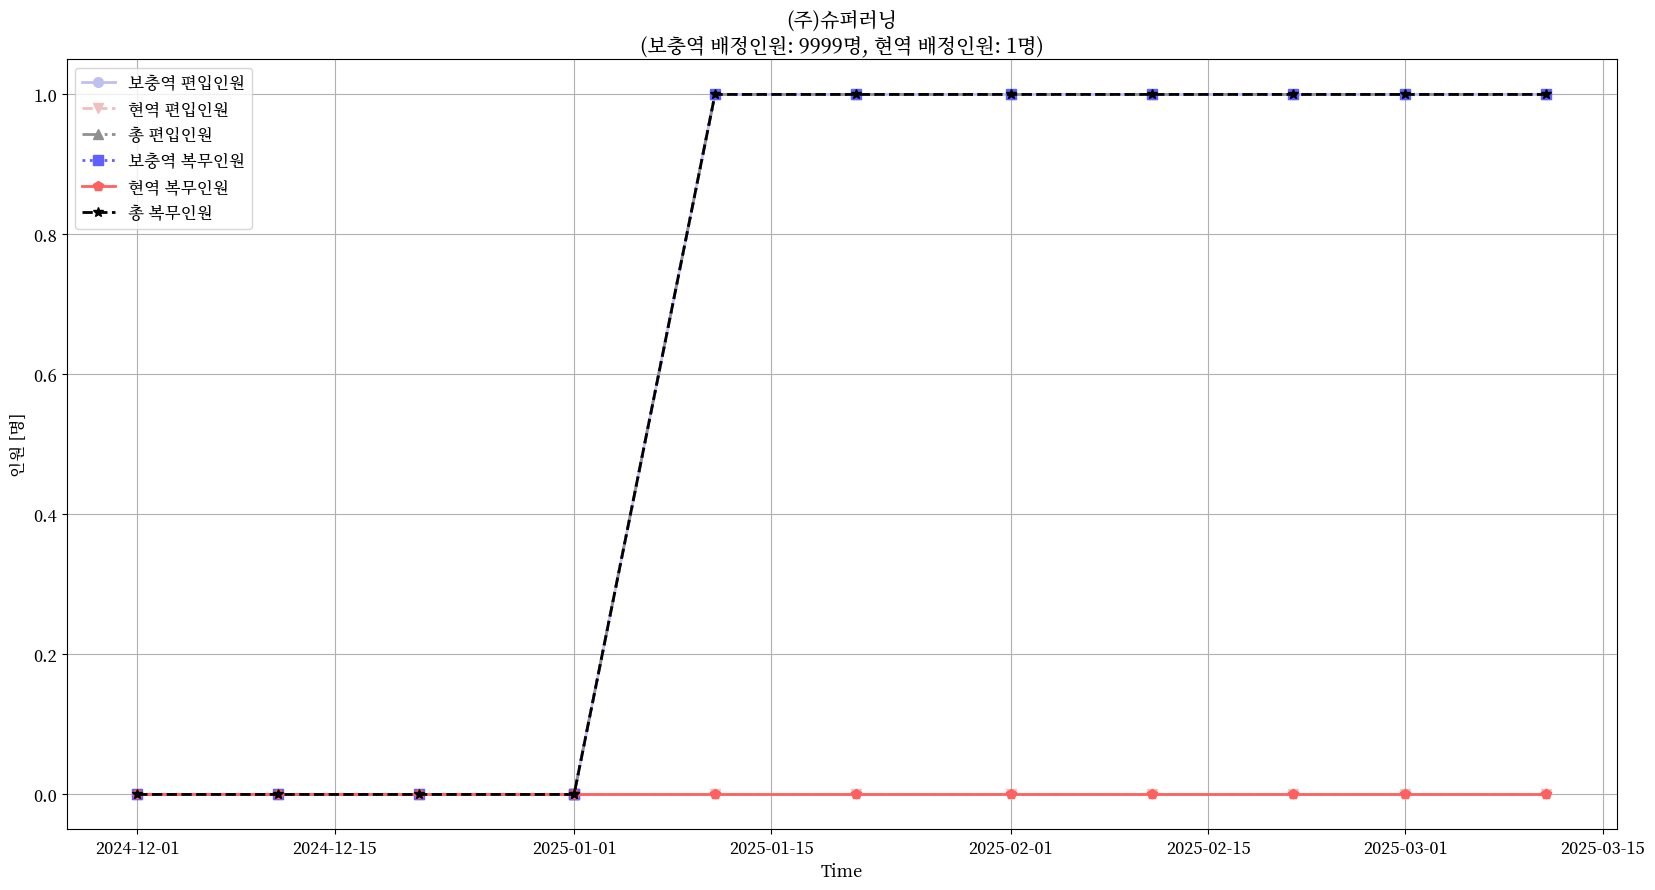 (주)슈퍼러닝
(보충역 배정인원: 9999명, 현역 배정인원: 1명)
보충역 편입인원
현역 편입인원
총 편입인원
보충역 복무인원
현역 복무인원
총 복무인원
1.0
0.8
0.6
0.4
0.2
0.0
인원 [명]
2024-12-01
2024-12-15
2025-01-01
2025-01-15
2025-02-01
2025-02-15
2025-03-01
2025-03-15
Time